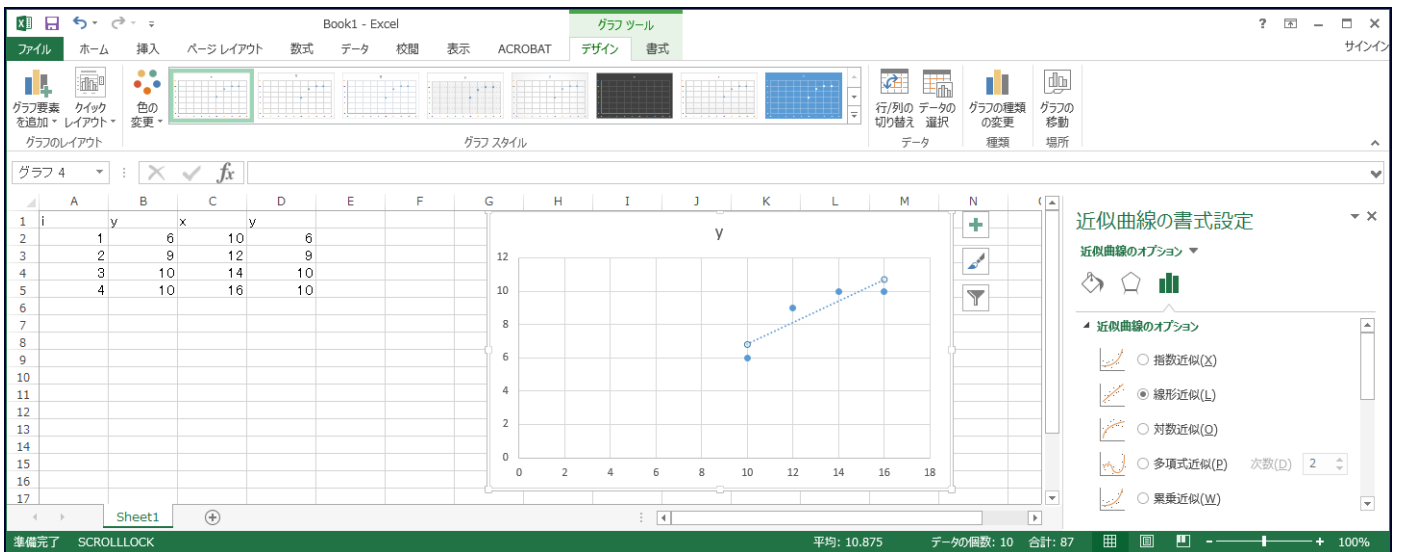 Book1 - Excel
グラフ ツール
ファイル ホーム 挿入 ページ レイアウト 数式 データ 校閲 表示 ACROBAT デザイン 書式 サインイン
グラフ要素を追加 クイックレイアウト 色の変更 行/列の切り替え データの選択 グラフの種類の変更 グラフの移動
グラフのレイアウト グラフ スタイル データ 種類 場所
グラフ 4 fx
A B C D E F G H I J K L M N
1 i y x y
2 1 6 10 6
3 2 9 12 9
4 3 10 14 10
5 4 10 16 10
6
7
8
9
10
11
12
13
14
15
16
17
y
12
10
8
6
4
2
0
0 2 4 6 8 10 12 14 16 18
近似曲線の書式設定
近似曲線のオプション
近似曲線のオプション
指数近似(X)
線形近似(L)
対数近似(O)
多項式近似(P) 次数(D) 2
累乗近似(W)
Sheet1
準備完了 SCROLLLOCK 平均: 10.875 データの個数: 10 合計: 87 100%